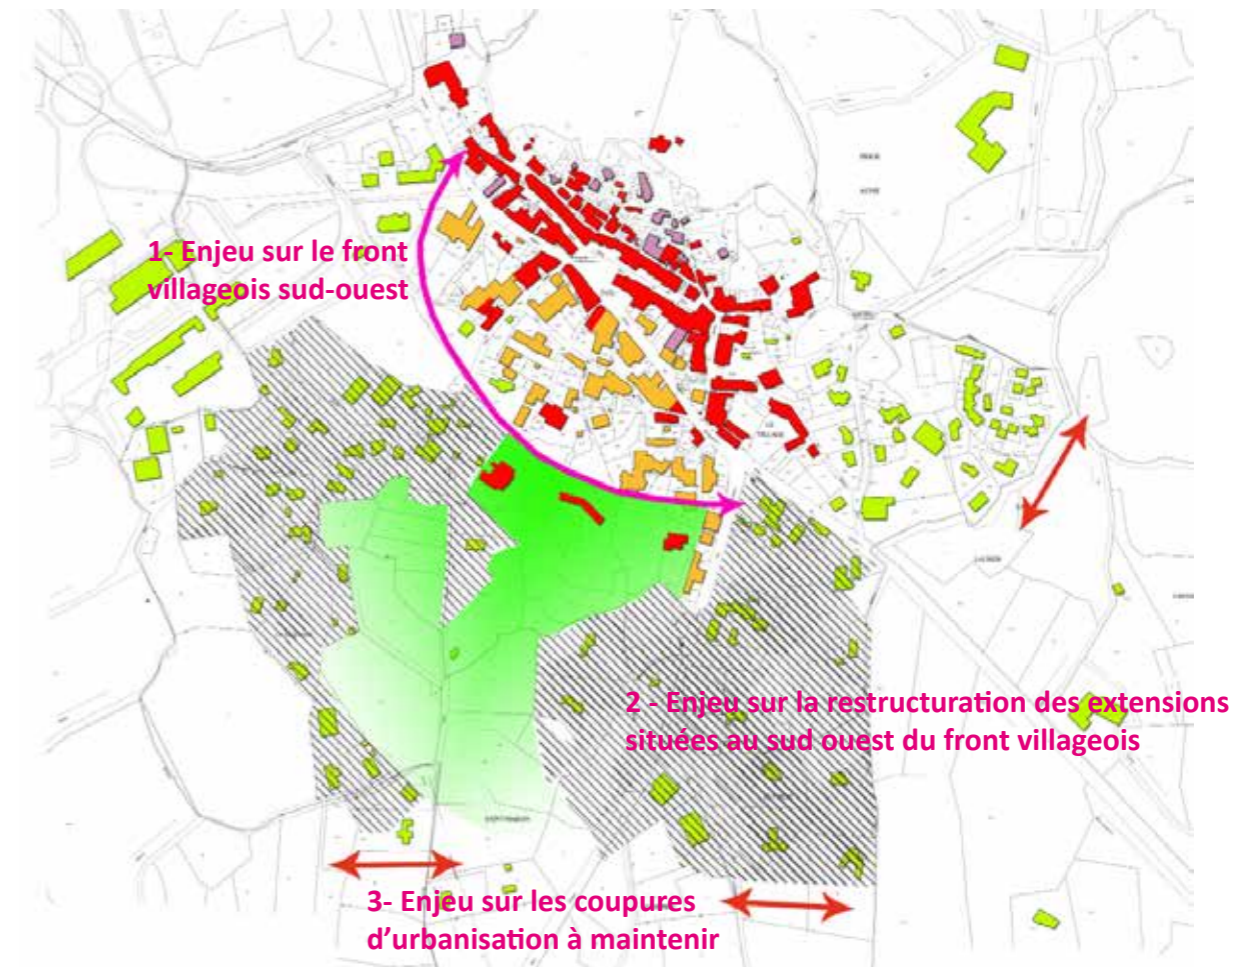 1- Enjeu sur le front
villageois sud-ouest
2 - Enjeu sur la restructuration des extensions
situées au sud ouest du front villageois
3- Enjeu sur les coupures
d'urbanisation à maintenir